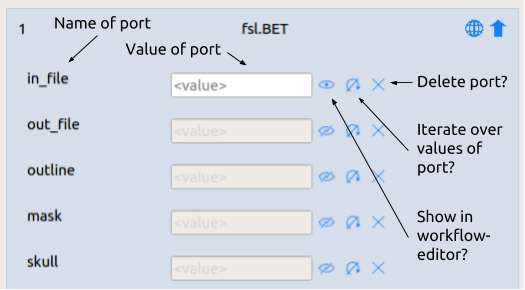 1 Name of port fsl.BET
Value of port
in_file <value> Delete port?
out_file <value> Iterate over
values of
port?
outline <value>
mask <value> Show in
workflow-
editor?
skull <value>